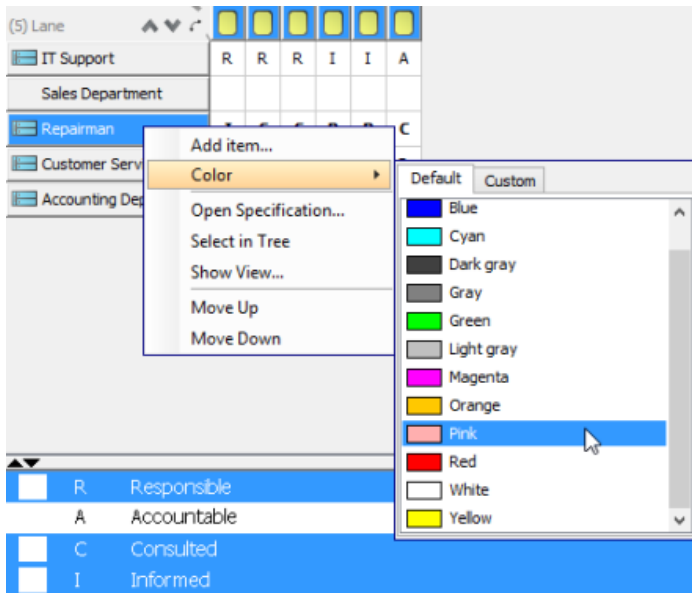 (5) Lane
IT Support R R R I I A
Sales Department
Repairman C
Customer Serv
Accounting Dep
Add item...
Color
Open Specification...
Select in Tree
Show View...
Move Up
Move Down
Default Custom
Blue
Cyan
Dark gray
Gray
Green
Light gray
Magenta
Orange
Pink
Red
White
Yellow
R Responsible
A Accountable
C Consulted
I Informed